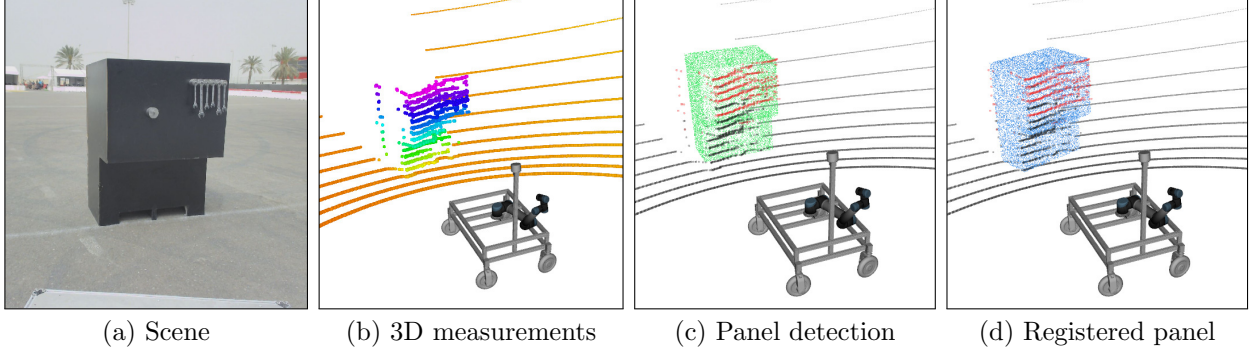 (a) Scene
(b) 3D measurements
(c) Panel detection
(d) Registered panel